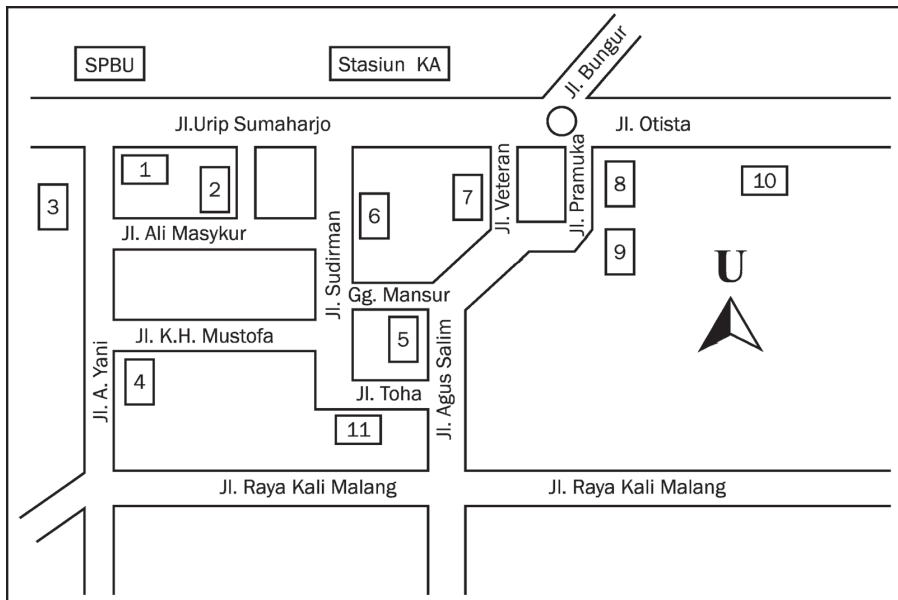 SPBU
Stasiun KA
Jl. Bungur
Jl.Urip Sumaharjo
Jl. Otista
1
2
3
6
7
Jl. Veteran
Jl. Pramuka
8
10
Jl. Ali Masykur
Jl. Sudirman
9
U
Gg. Mansur
Jl. K.H. Mustofa
5
Jl. A. Yani
4
Jl. Toha
Jl. Agus Salim
11
Jl. Raya Kali Malang
Jl. Raya Kali Malang